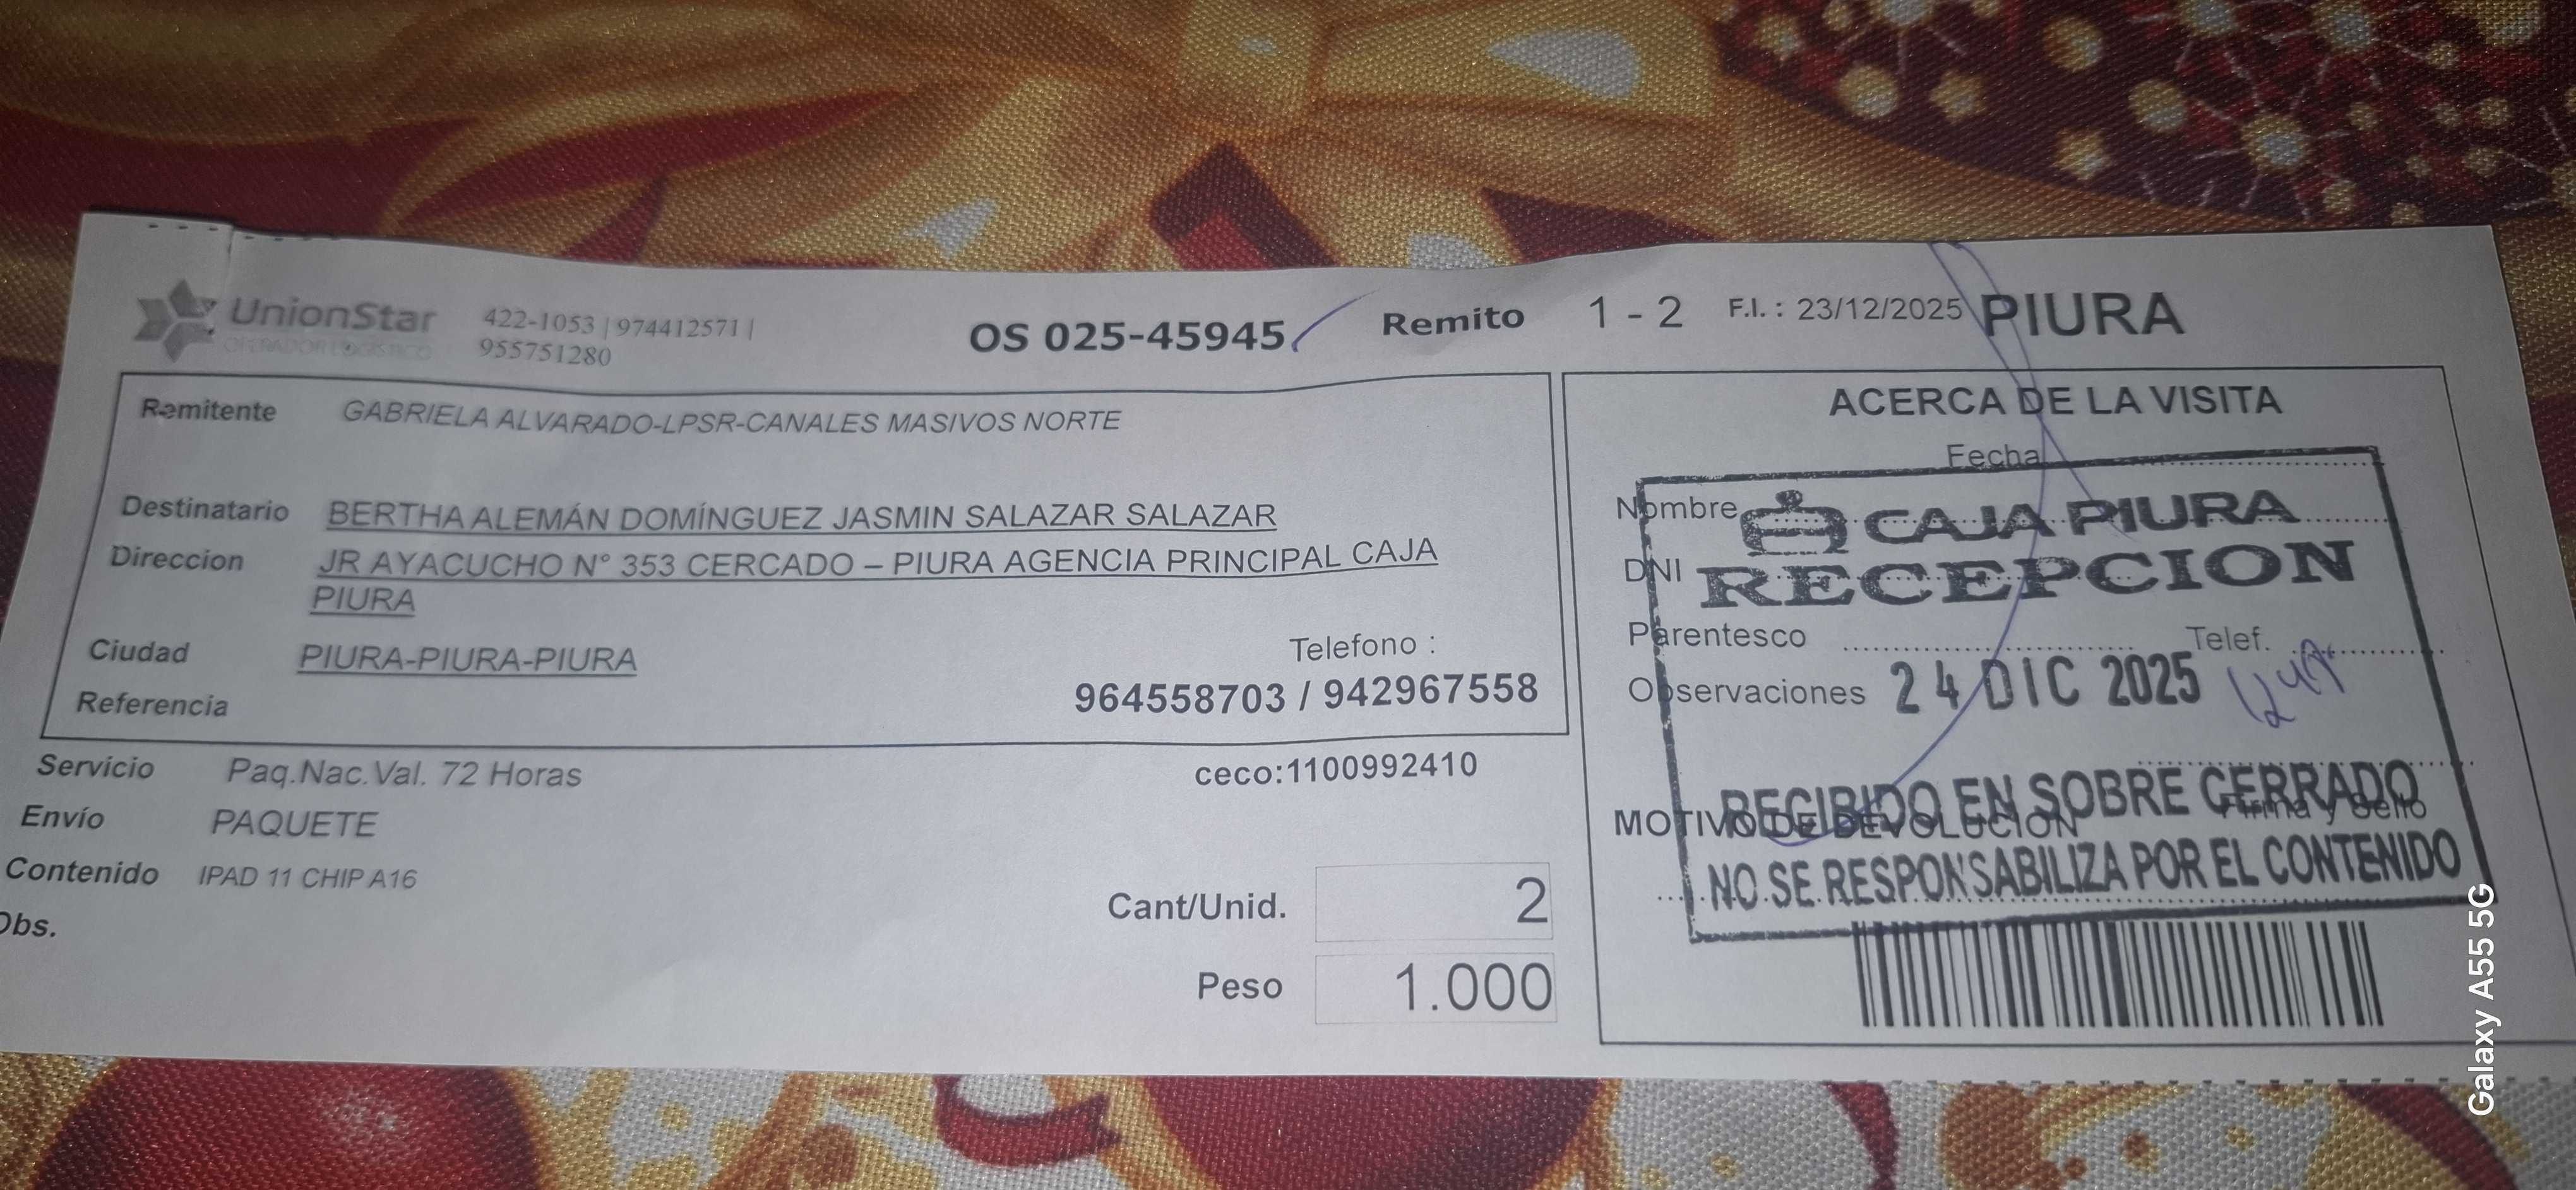 UnionStar
OPERADOR LOGISTICO
422-1053 | 974412571 |
955751280
OS 025-45945
Remito 1 - 2 F.I. : 23/12/2025 PIURA
Remitente GABRIELA ALVARADO-LPSR-CANALES MASIVOS NORTE
Destinatario BERTHA ALEMÁN DOMÍNGUEZ JASMIN SALAZAR SALAZAR
Direccion JR AYACUCHO N° 353 CERCADO – PIURA AGENCIA PRINCIPAL CAJA
PIURA
Ciudad PIURA-PIURA-PIURA
Telefono :
Referencia 964558703 / 942967558
Servicio Paq.Nac.Val. 72 Horas
ceco:1100992410
Envío PAQUETE
Contenido IPAD 11 CHIP A16
Cant/Unid. 2
Obs.
Peso 1.000
ACERCA DE LA VISITA
Fecha
Nombre
CAJA PIURA
DNI
RECEPCION
Parentesco Telef.
Observaciones
24 DIC 2025
RECIBIDO EN SOBRE CERRADO
MOTIVO DE DEVOLUCION Firma y Sello
NO SE RESPONSABILIZA POR EL CONTENIDO
Galaxy A55 5G